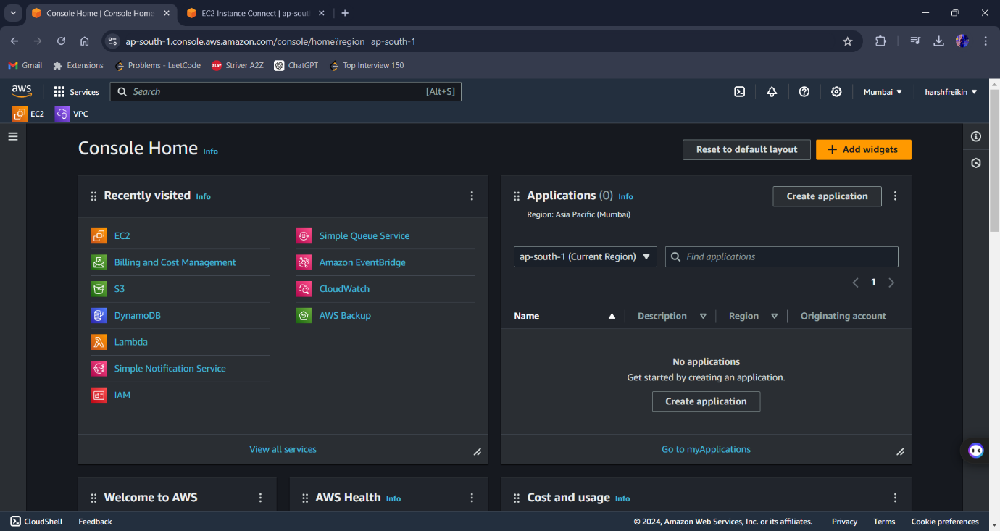 Console Home | Console Home
EC2 Instance Connect | ap-sout
ap-south-1.console.aws.amazon.com/console/home?region=ap-south-1
Gmail
Extensions
Problems - LeetCode
TUF
Striver A2Z
ChatGPT
Top Interview 150
aws
Services
Search
[Alt+S]
Mumbai
harshfreikin
EC2
VPC
Console Home
Info
Reset to default layout
Add widgets
Recently visited
Info
EC2
Billing and Cost Management
S3
DynamoDB
Lambda
Simple Notification Service
IAM
Simple Queue Service
Amazon EventBridge
CloudWatch
AWS Backup
View all services
Applications (0)
Info
Region: Asia Pacific (Mumbai)
Create application
ap-south-1 (Current Region)
Find applications
1
Name
Description
Region
Originating account
No applications
Get started by creating an application.
Create application
Go to myApplications
Welcome to AWS
AWS Health
Info
Cost and usage
Info
CloudShell
Feedback
© 2024, Amazon Web Services, Inc. or its affiliates.
Privacy
Terms
Cookie preferences